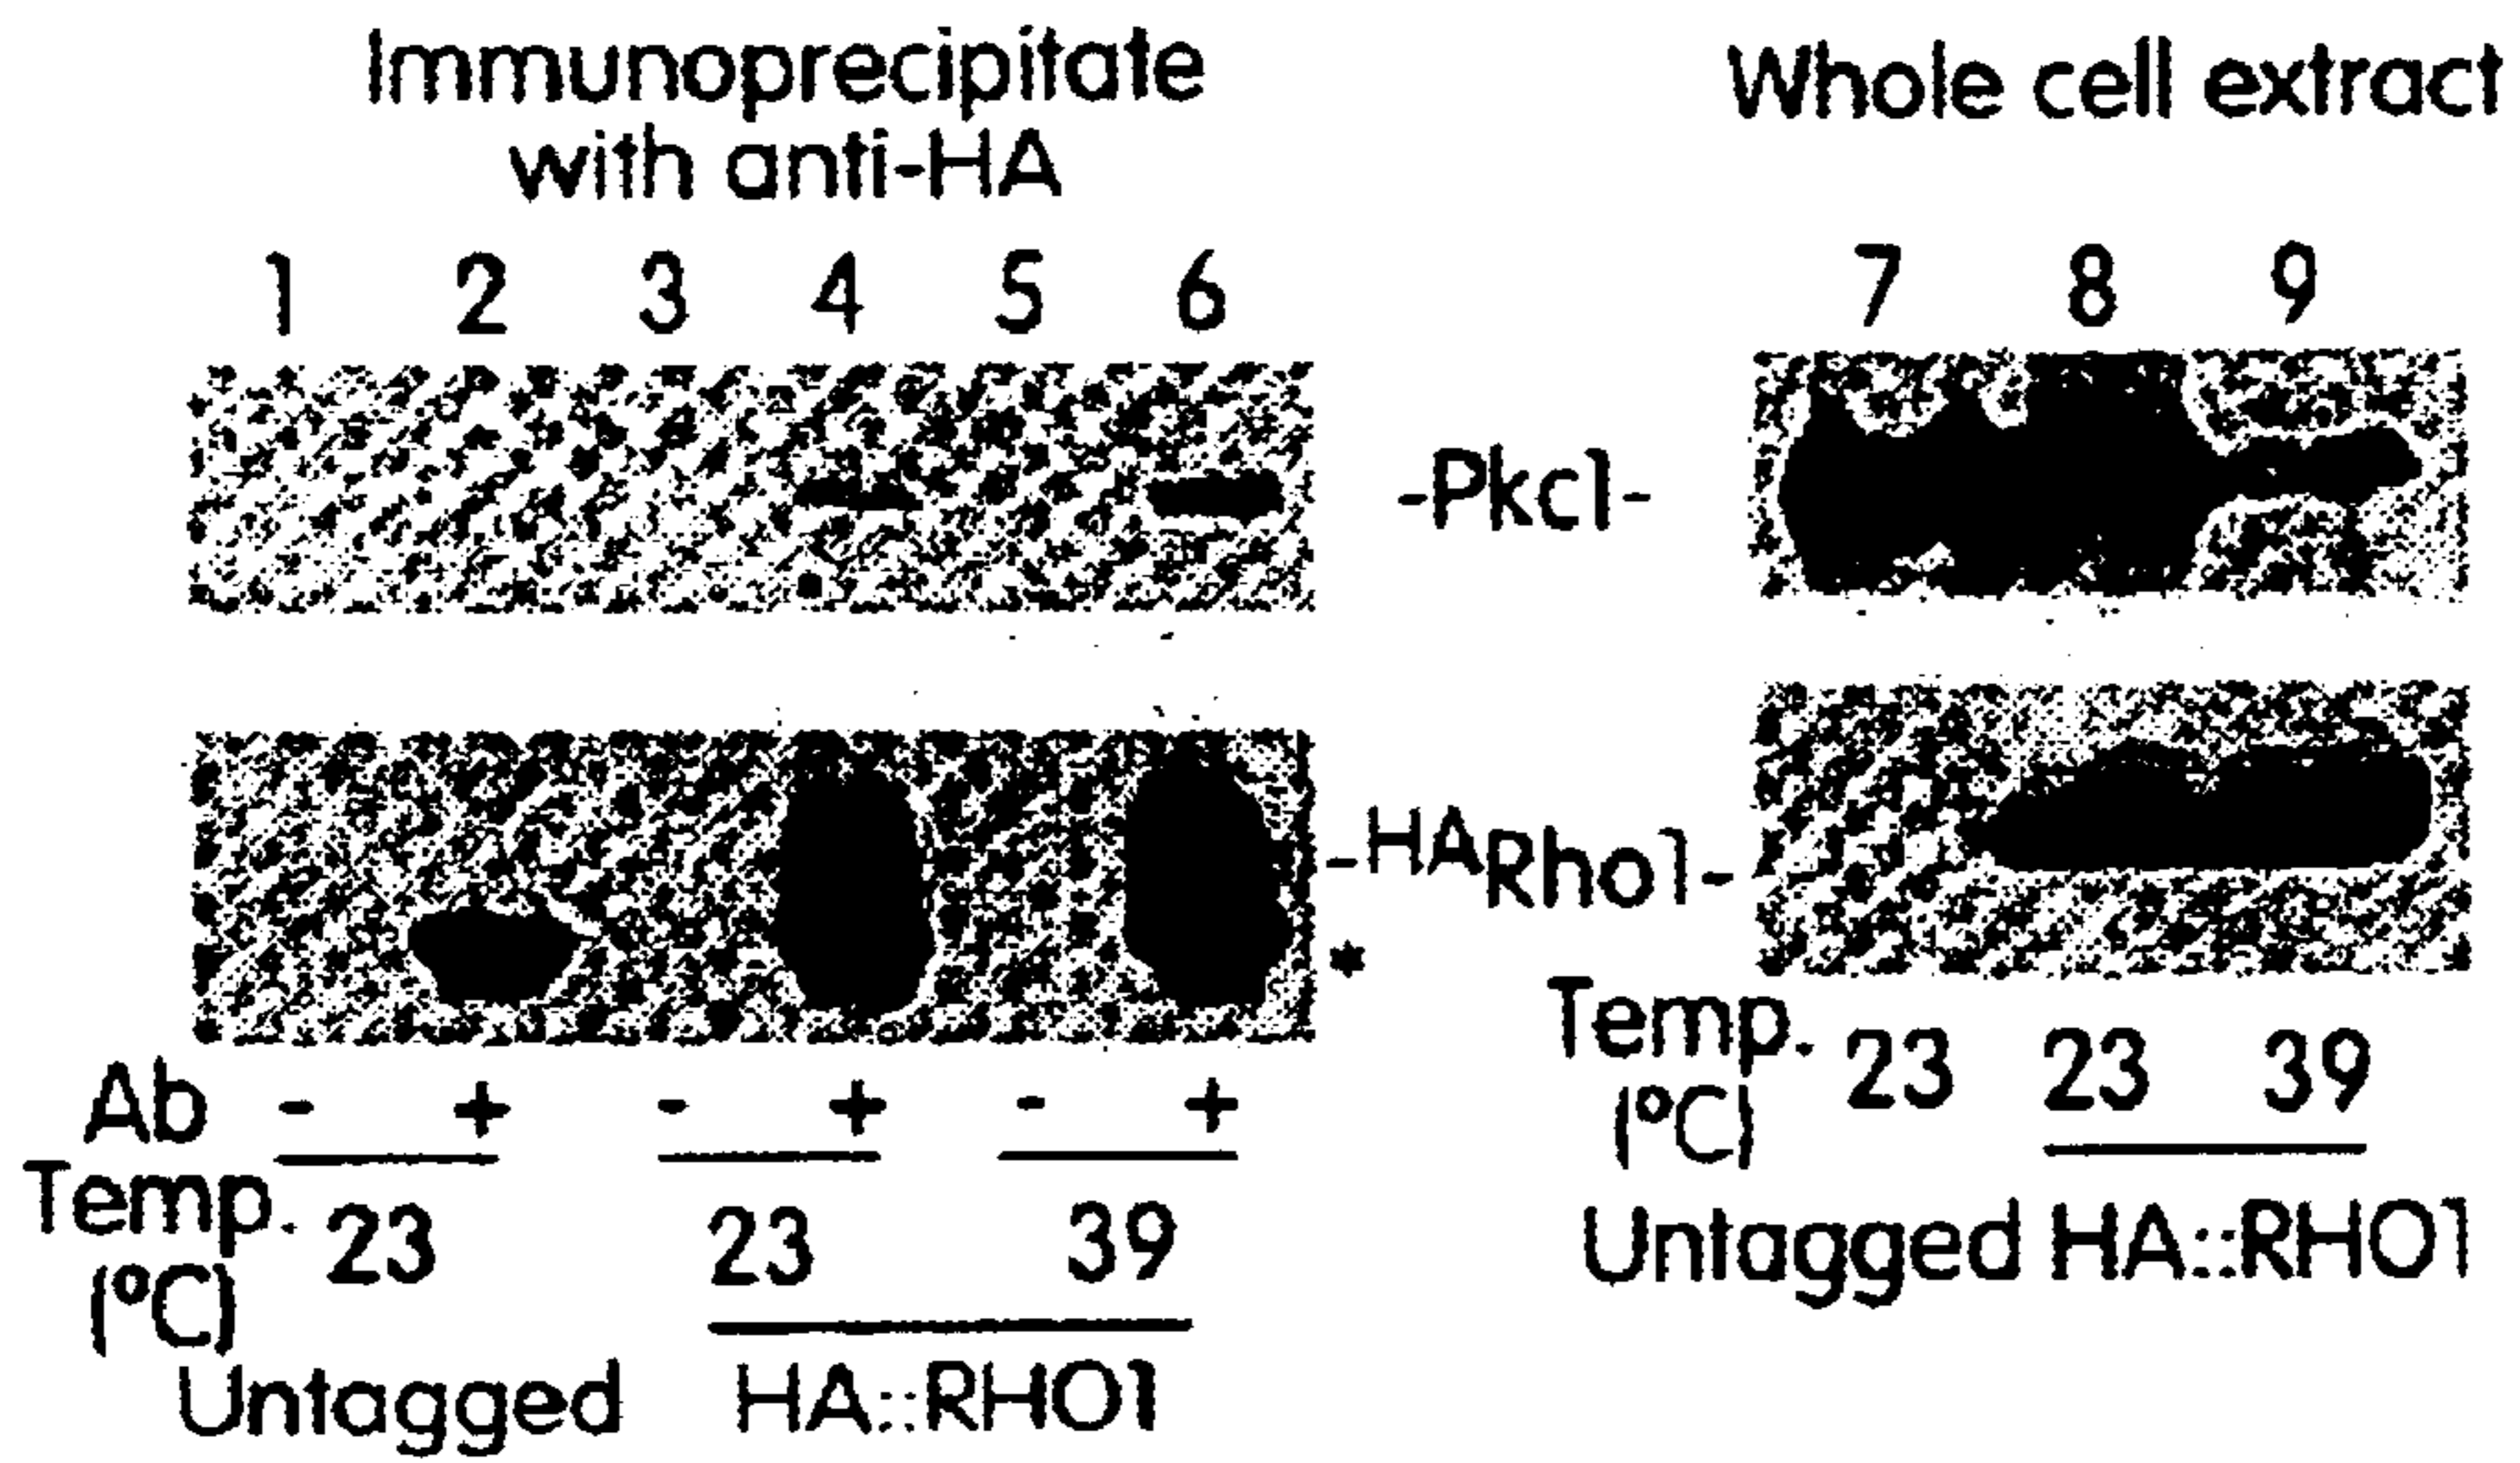 Immunoprecipitate
with anti-HA
Whole cell extract
1 2 3 4 5 6
7 8 9
-Pkc1-
-HARho1-
*
Ab - + - + - +
Temp.
(°C)
23 23 39
Untagged HA::RHO1
Temp.
(°C)
23 23 39
Untagged HA::RHO1